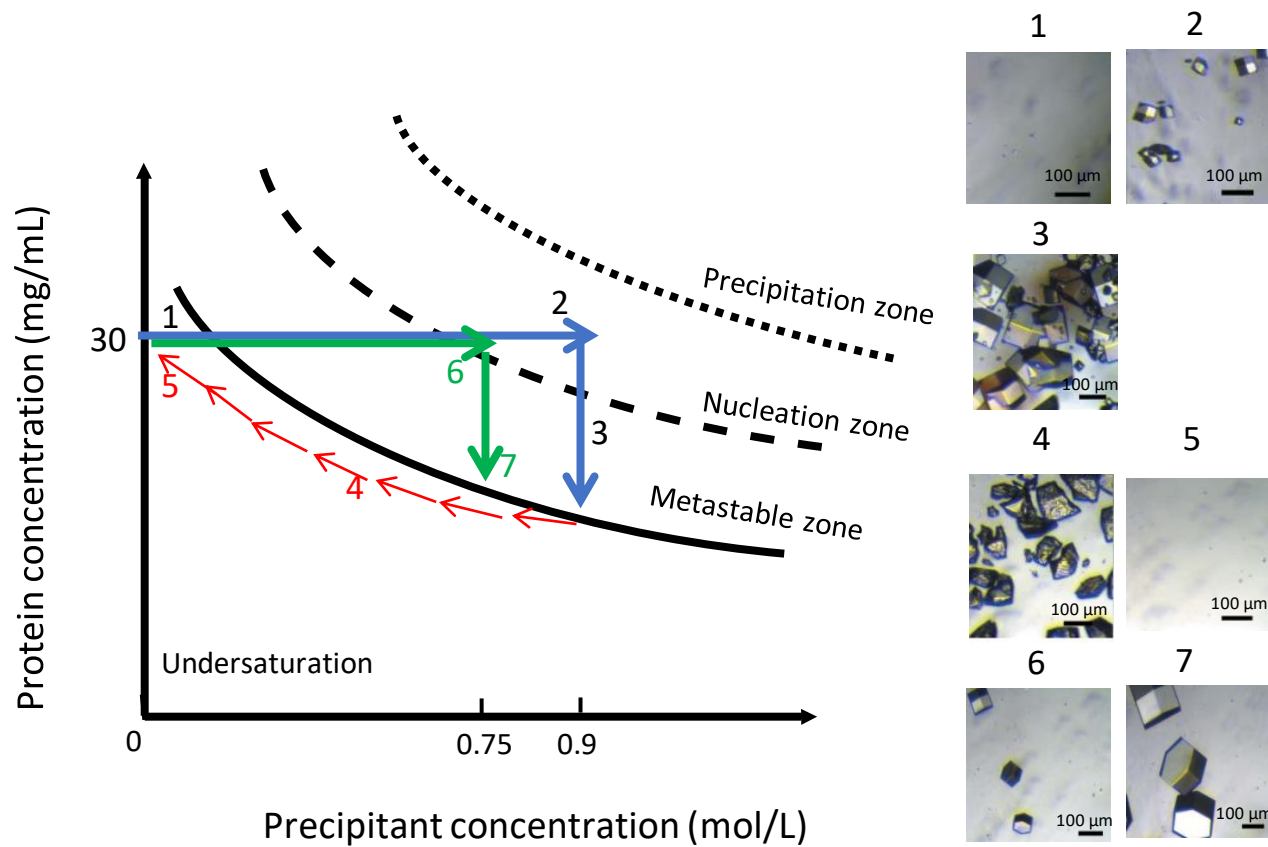 Protein concentration (mg/mL)
30
1
2
Precipitation zone
6
5
Nucleation zone
3
7
4
Metastable zone
Undersaturation
0
0.75
0.9
Precipitant concentration (mol/L)
1
100 µm
2
100 µm
3
100 µm
4
100 µm
5
100 µm
6
100 µm
7
100 µm